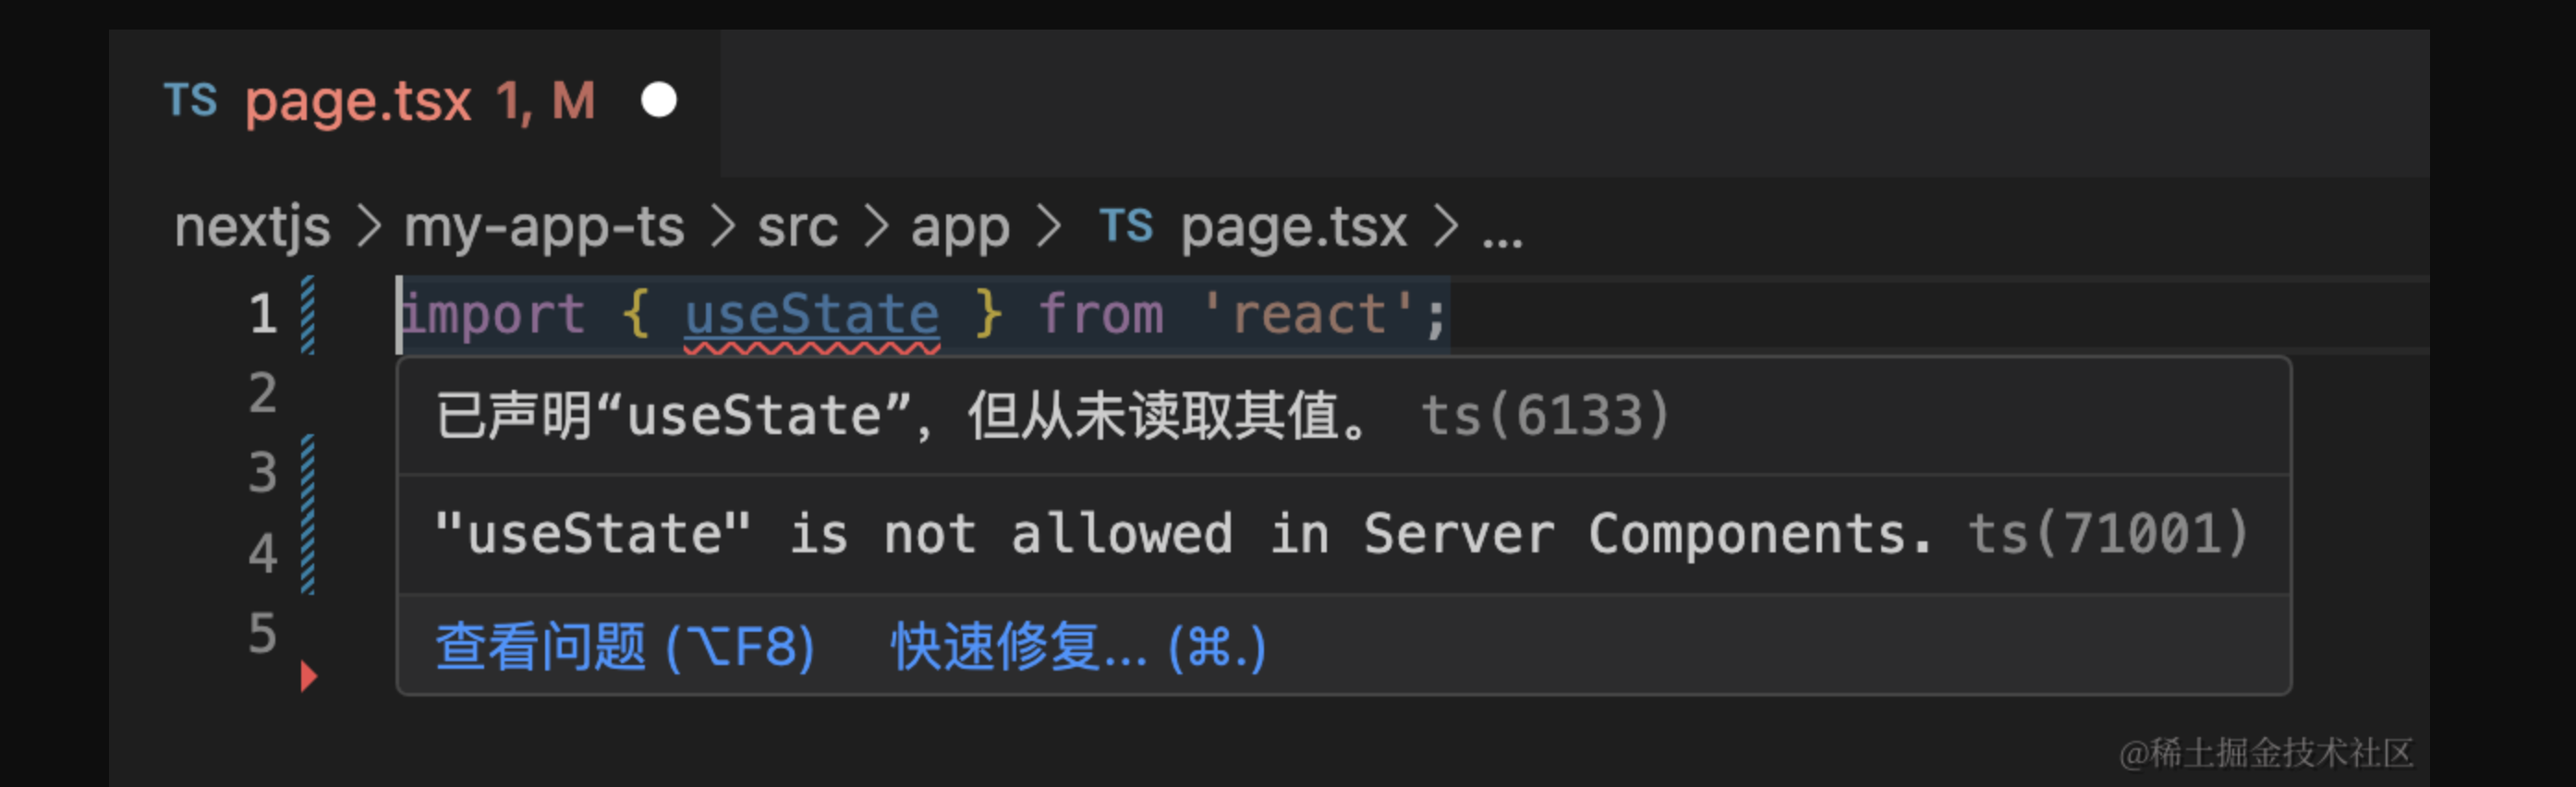 TS page.tsx 1, M
nextjs > my-app-ts > src > app > TS page.tsx > ...
1 import { useState } from 'react';
2 已声明“useState”，但从未读取其值。 ts(6133)
3
"useState" is not allowed in Server Components. ts(71001)
4
5 查看问题 (⌥F8) 快速修复... (⌘.)
@稀土掘金技术社区